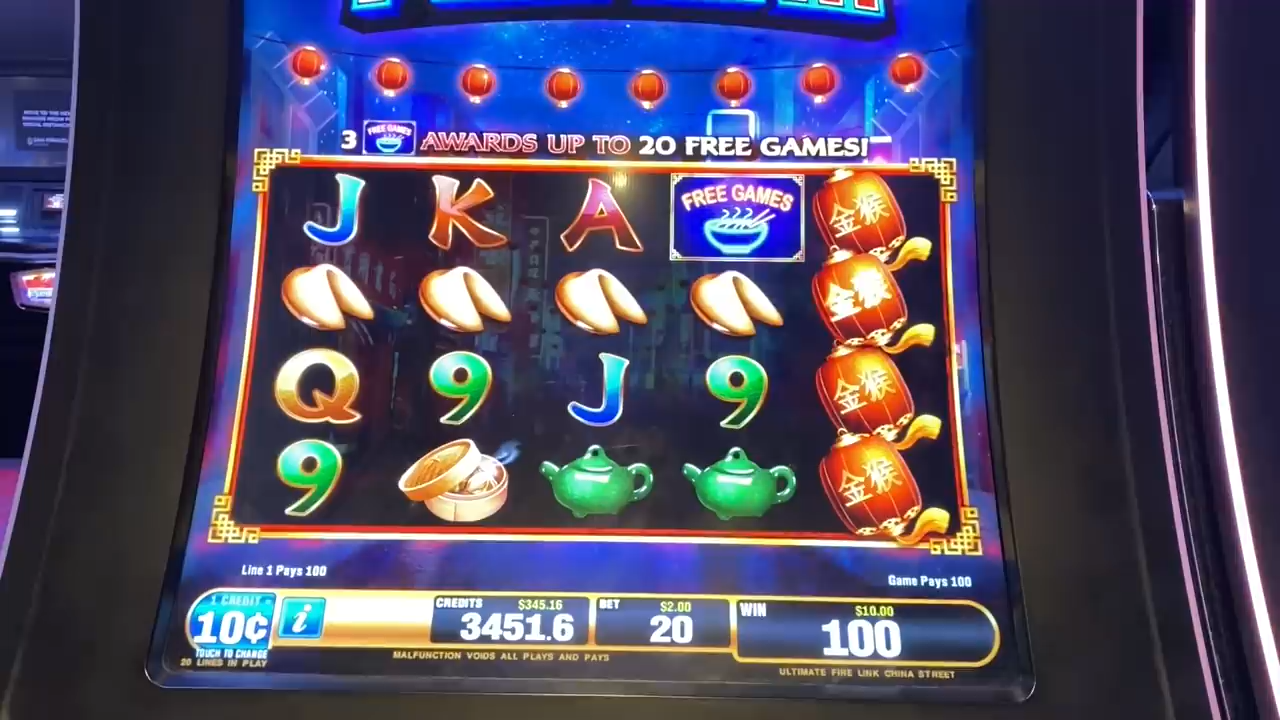 3 FREE GAMES AWARDS UP TO 20 FREE GAMES!
J K A FREE GAMES 金猴
金猴
Q 9 J 9 金猴
9 金猴
Line 1 Pays 100
Game Pays 100
1 CREDIT =
10¢
TOUCH TO CHANGE
20 LINES IN PLAY
i
CREDITS $345.16
3451.6
BET $2.00
20
WIN $10.00
100
MALFUNCTION VOIDS ALL PLAYS AND PAYS
ULTIMATE FIRE LINK CHINA STREET